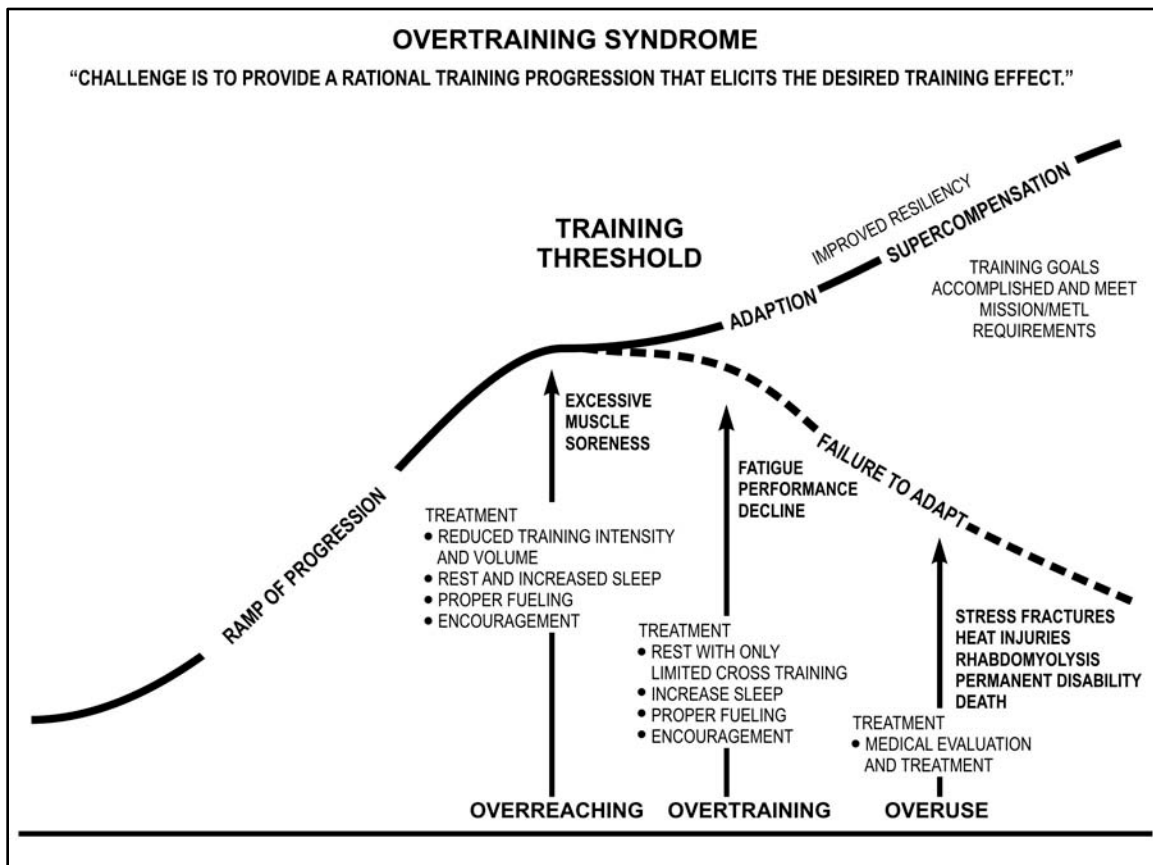 OVERTRAINING SYNDROME
“CHALLENGE IS TO PROVIDE A RATIONAL TRAINING PROGRESSION THAT ELICITS THE DESIRED TRAINING EFFECT.”
TRAINING
THRESHOLD
IMPROVED RESILIENCY
SUPERCOMPENSATION
ADAPTION
TRAINING GOALS
ACCOMPLISHED AND MEET
MISSION/METL
REQUIREMENTS
RAMP OF PROGRESSION
EXCESSIVE
MUSCLE
SORENESS
TREATMENT
• REDUCED TRAINING INTENSITY
AND VOLUME
• REST AND INCREASED SLEEP
• PROPER FUELING
• ENCOURAGEMENT
OVERREACHING
FATIGUE
PERFORMANCE
DECLINE
TREATMENT
• REST WITH ONLY
LIMITED CROSS TRAINING
• INCREASE SLEEP
• PROPER FUELING
• ENCOURAGEMENT
OVERTRAINING
FAILURE TO ADAPT
STRESS FRACTURES
HEAT INJURIES
RHABDOMYOLYSIS
PERMANENT DISABILITY
DEATH
TREATMENT
• MEDICAL EVALUATION
AND TREATMENT
OVERUSE